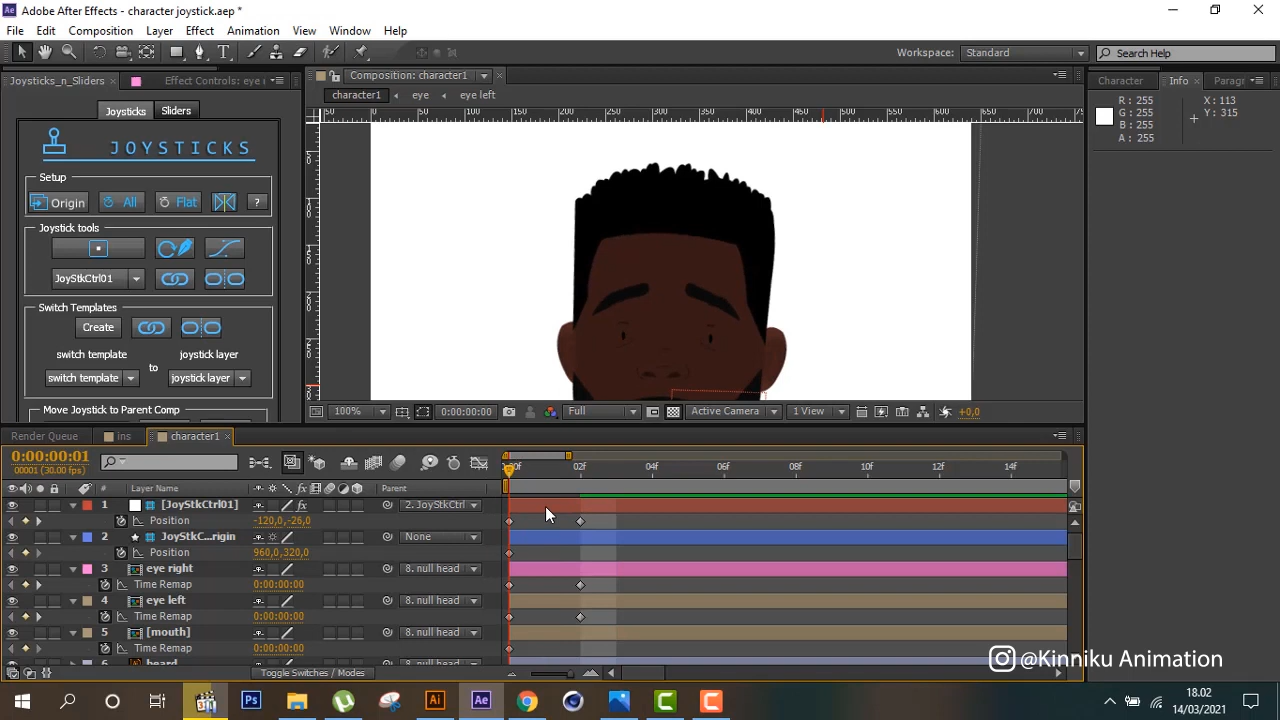 Adobe After Effects - character joystick.aep *
File Edit Composition Layer Effect Animation View Window Help
Workspace: Standard Search Help
Joysticks_n_Sliders Effect Controls: eye Composition: character1 Character Info Paragr
character1 eye eye left
R: 255 X: 113
G: 255 Y: 315
B: 255
A: 255
Joysticks Sliders
JOYSTICKS
Setup
Origin All Flat ?
Joystick tools
JoyStkCtrl01
Switch Templates
Create
switch template joystick layer
to
switch template joystick layer
Move Joystick to Parent Comp
100% 0:00:00:00 Full Active Camera 1 View +0,0
Render Queue ins character1
0:00:00:01
00001 (30.00 fps)
02f 04f 06f 08f 10f 12f 14f
# Layer Name Parent
1 [JoyStkCtrl01] 2. JoyStkCtrl
Position -120,0,-26,0
2 JoyStkC...rigin None
Position 960,0,320,0
3 eye right 8. null head
Time Remap 0:00:00:00
4 eye left 8. null head
Time Remap 0:00:00:00
5 [mouth] 8. null head
Time Remap 0:00:00:00
6 beard 8. null head
Toggle Switches / Modes
@Kinniku Animation
18.02
14/03/2021